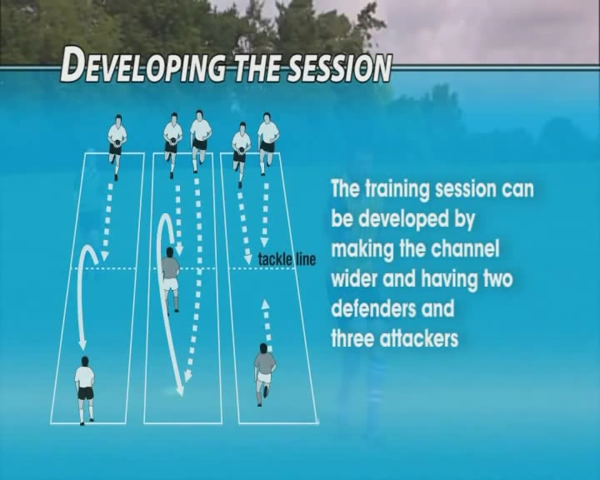 DEVELOPING THE SESSION
tackle line
The training session can
be developed by
making the channel
wider and having two
defenders and
three attackers